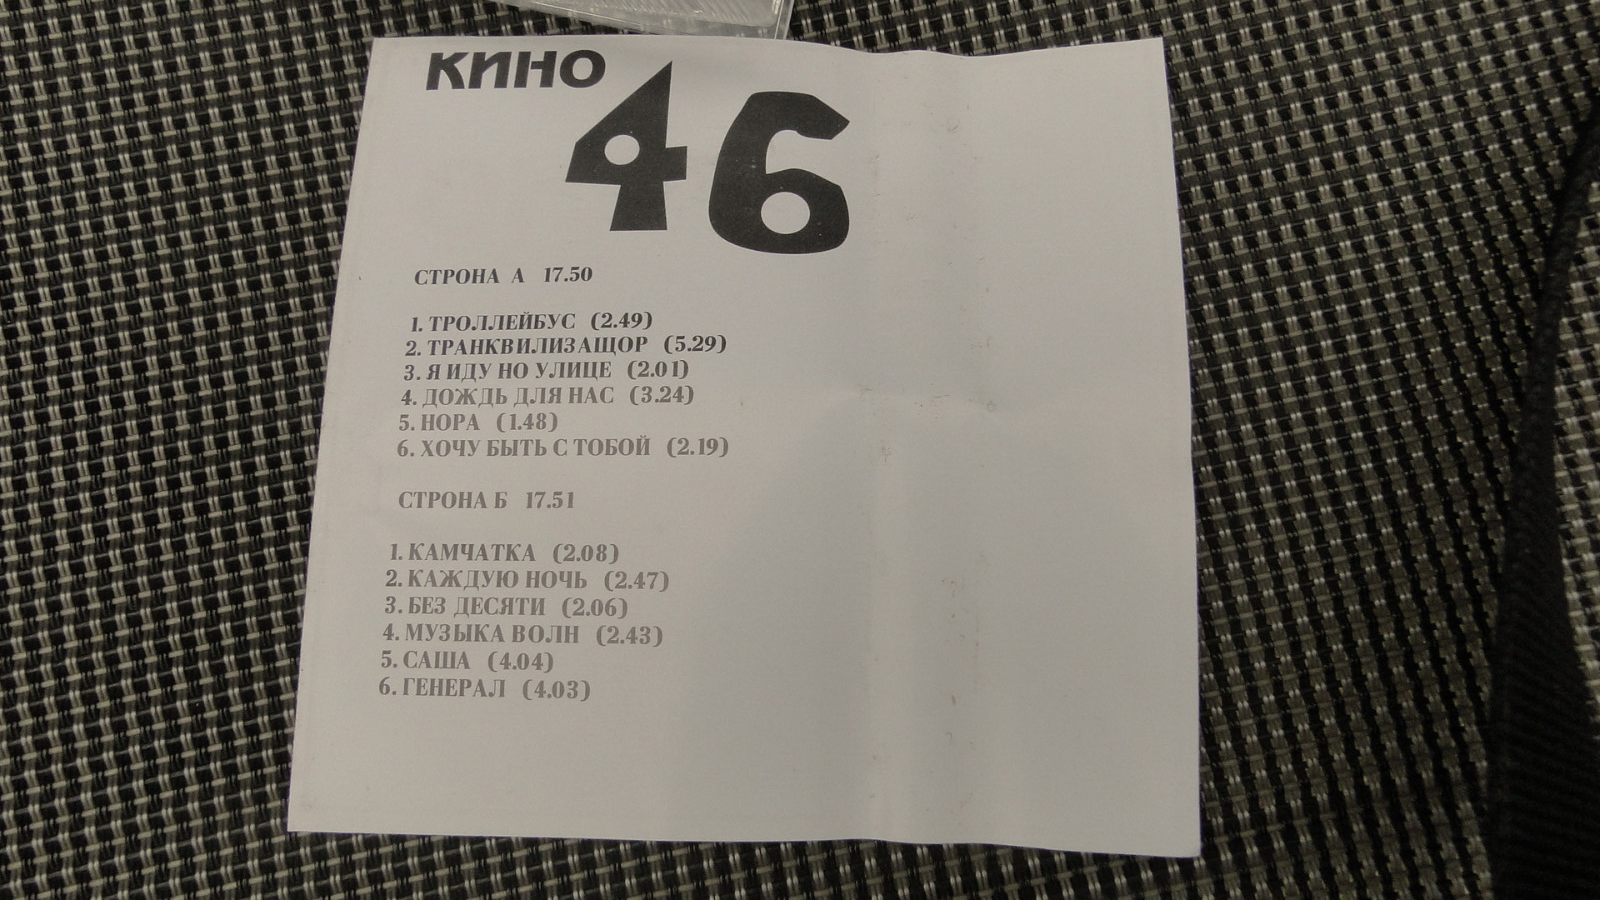 КИНО
46
СТРОНА А 17.50
1. ТРОЛЛЕЙБУС (2.49)
2. ТРАНКВИЛИЗАЩОР (5.29)
3. Я ИДУ НО УЛИЦЕ (2.01)
4. ДОЖДЬ ДЛЯ НАС (3.24)
5. НОРА (1.48)
6. ХОЧУ БЫТЬ С ТОБОЙ (2.19)
СТРОНА Б 17.51
1. КАМЧАТКА (2.08)
2. КАЖДУЮ НОЧЬ (2.47)
3. БЕЗ ДЕСЯТИ (2.06)
4. МУЗЫКА ВОЛН (2.43)
5. САША (4.04)
6. ГЕНЕРАЛ (4.03)